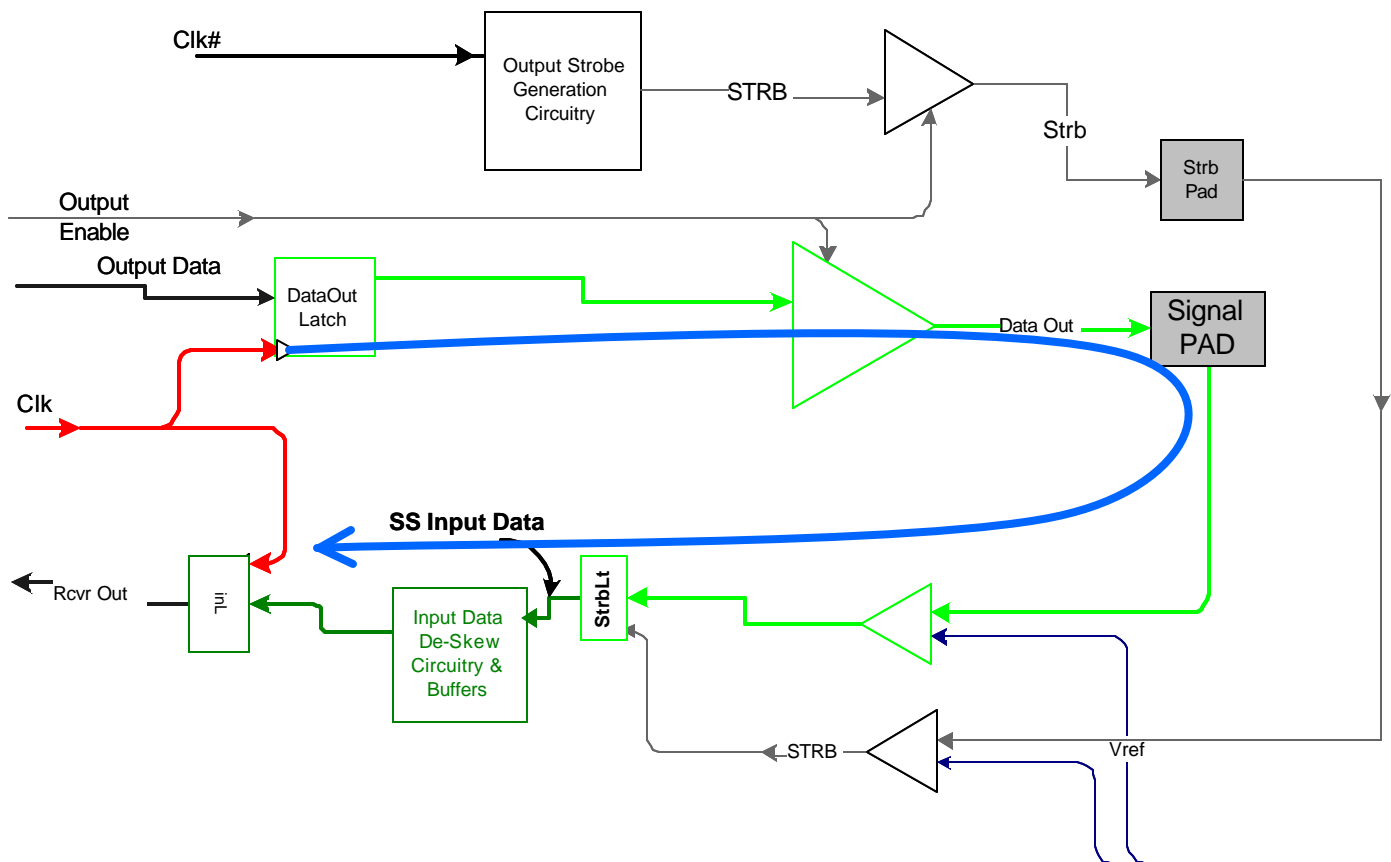 Clk#
Output Strobe
Generation
Circuitry
STRB
Strb
Strb
Pad
Output
Enable
Output Data
DataOut
Latch
Data Out
Signal
PAD
Clk
SS Input Data
Rcvr Out
inL
Input Data
De-Skew
Circuitry &
Buffers
StrbLt
STRB
Vref